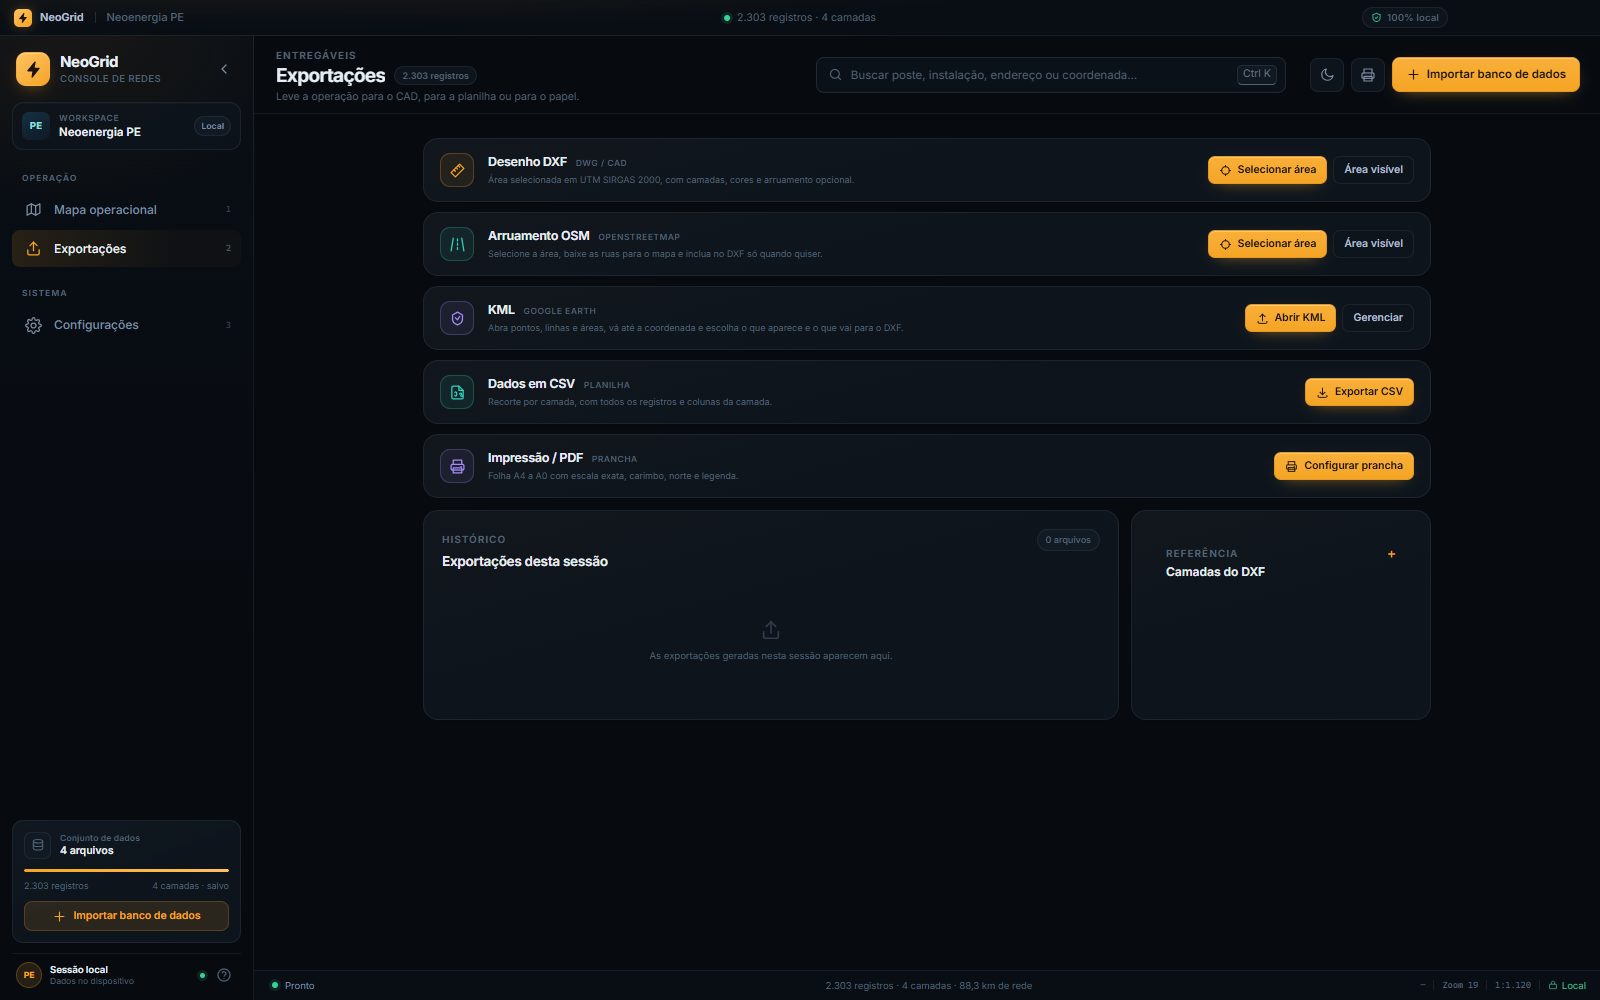 NeoGrid | Neoenergia PE
2.303 registros · 4 camadas
100% local
NeoGrid
CONSOLE DE REDES
PE
WORKSPACE
Neoenergia PE
Local
OPERAÇÃO
Mapa operacional 1
Exportações 2
SISTEMA
Configurações 3
Conjunto de dados
4 arquivos
2.303 registros 4 camadas · salvo
Importar banco de dados
PE
Sessão local
Dados no dispositivo
ENTREGÁVEIS
Exportações 2.303 registros
Leve a operação para o CAD, para a planilha ou para o papel.
Buscar poste, instalação, endereço ou coordenada... Ctrl K
Importar banco de dados
Desenho DXF DWG / CAD
Área selecionada em UTM SIRGAS 2000, com camadas, cores e arruamento opcional.
Selecionar área Área visível
Arruamento OSM OPENSTREETMAP
Selecione a área, baixe as ruas para o mapa e inclua no DXF só quando quiser.
Selecionar área Área visível
KML GOOGLE EARTH
Abra pontos, linhas e áreas, vá até a coordenada e escolha o que aparece e o que vai para o DXF.
Abrir KML Gerenciar
Dados em CSV PLANILHA
Recorte por camada, com todos os registros e colunas da camada.
Exportar CSV
Impressão / PDF PRANCHA
Folha A4 a A0 com escala exata, carimbo, norte e legenda.
Configurar prancha
HISTÓRICO
Exportações desta sessão
0 arquivos
As exportações geradas nesta sessão aparecem aqui.
REFERÊNCIA
Camadas do DXF
+
Pronto
2.303 registros · 4 camadas · 88,3 km de rede
— Zoom 19 1:1.120 Local